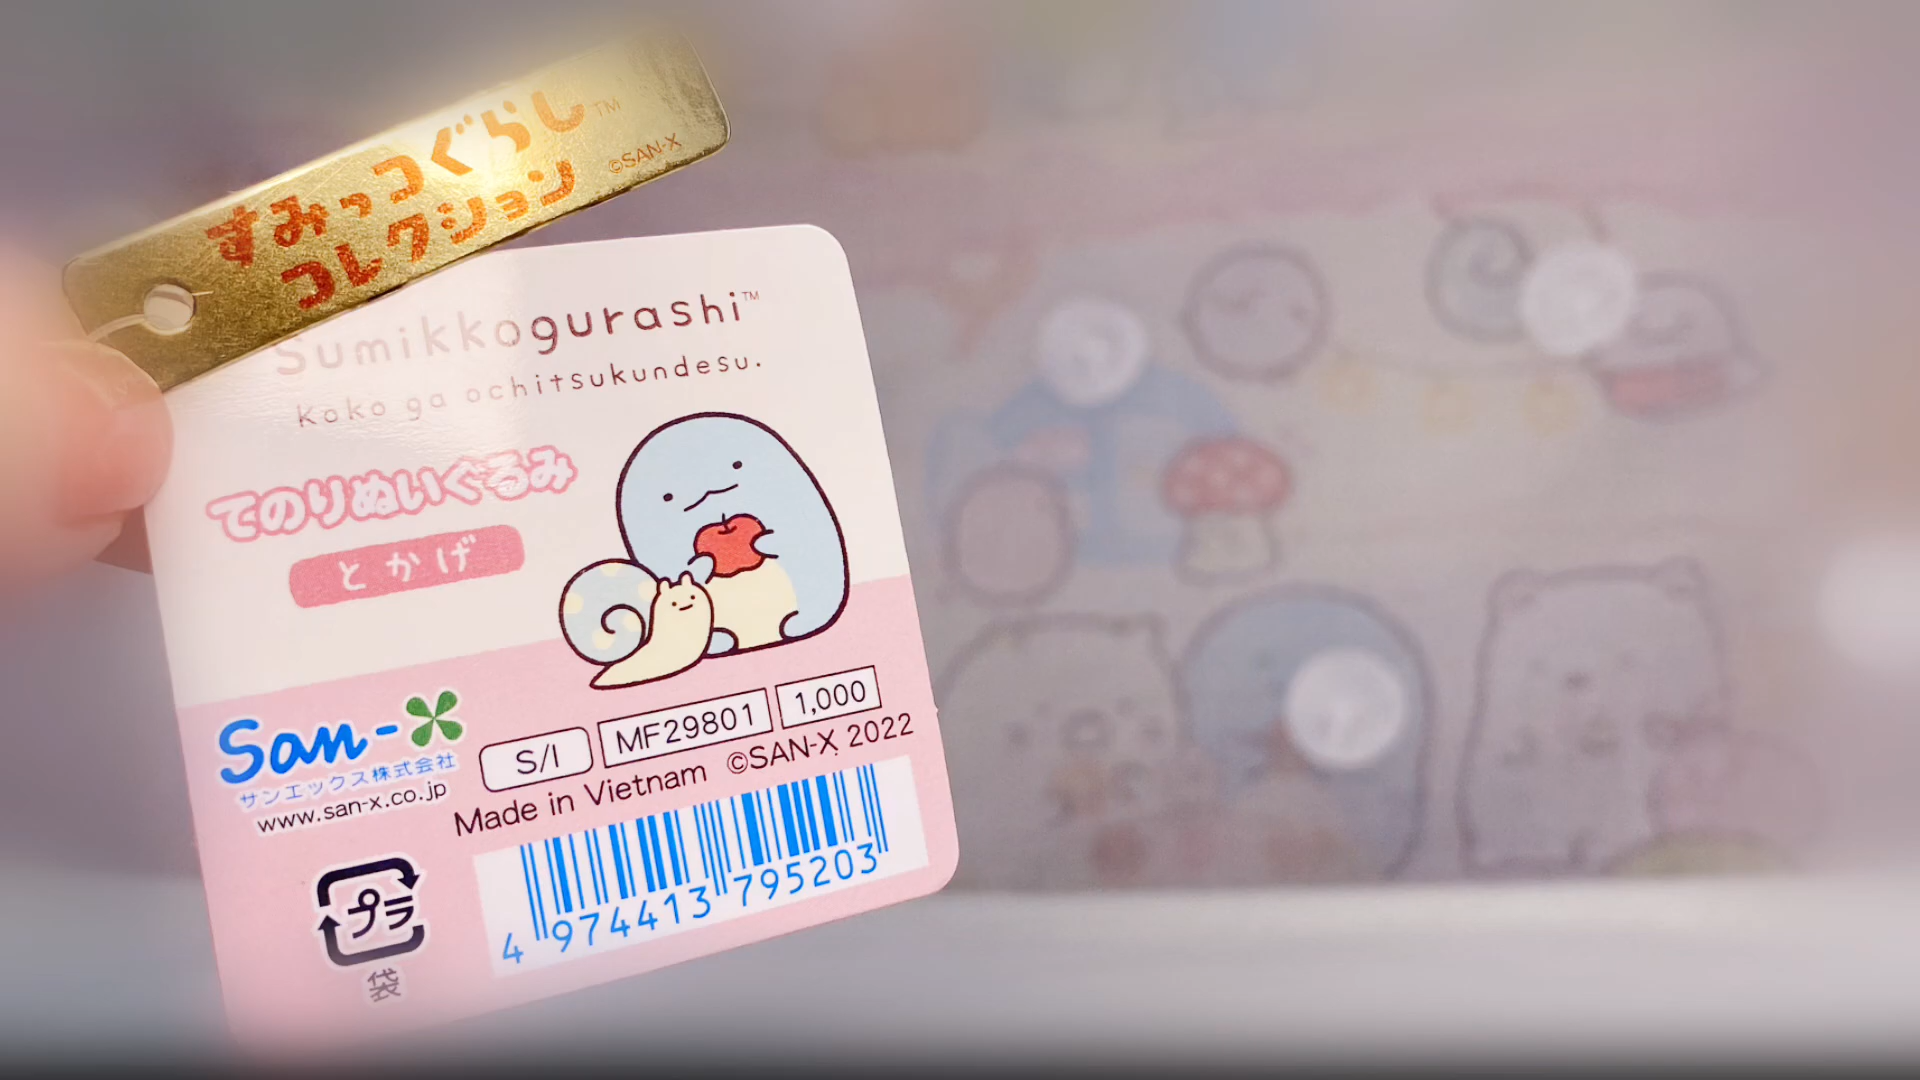 すみっコぐらし™
コレクション
©SAN-X
Sumikkogurashi™
koko ga ochitsukundesu.
てのりぬいぐるみ
とかげ
San-X
サンエックス株式会社
www.san-x.co.jp
S/I MF29801 1,000
Made in Vietnam ©SAN-X 2022
4 974413 795203
プラ
袋